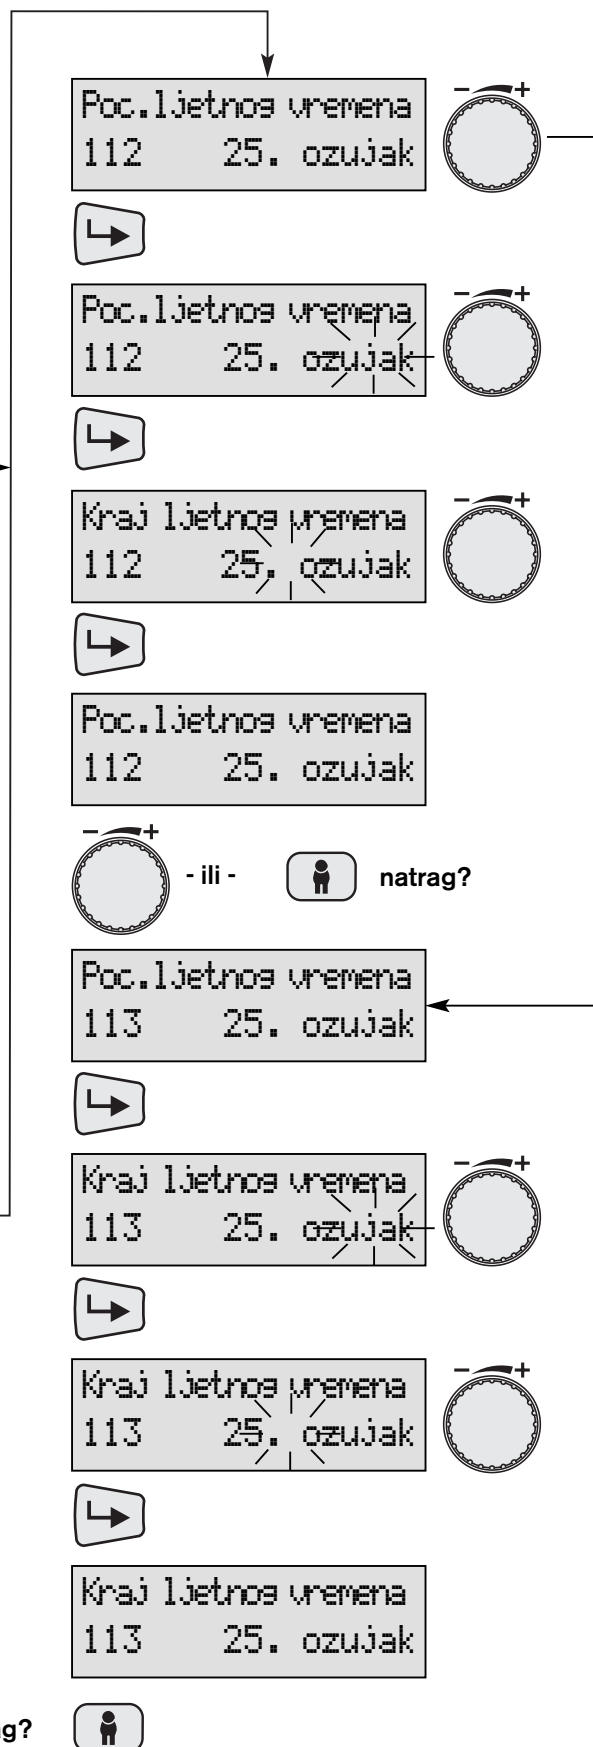 Poc.ljetnog vremena
112 25. ozujak
- +
Poc.ljetnog vremena
112 25. ozujak
- +
Kraj ljetnog vremena
112 25. ozujak
- +
Poc.ljetnog vremena
112 25. ozujak
- +
- ili - natrag?
Poc.ljetnog vremena
113 25. ozujak
Kraj ljetnog vremena
113 25. ozujak
- +
Kraj ljetnog vremena
113 25. ozujak
- +
Kraj ljetnog vremena
113 25. ozujak
g?